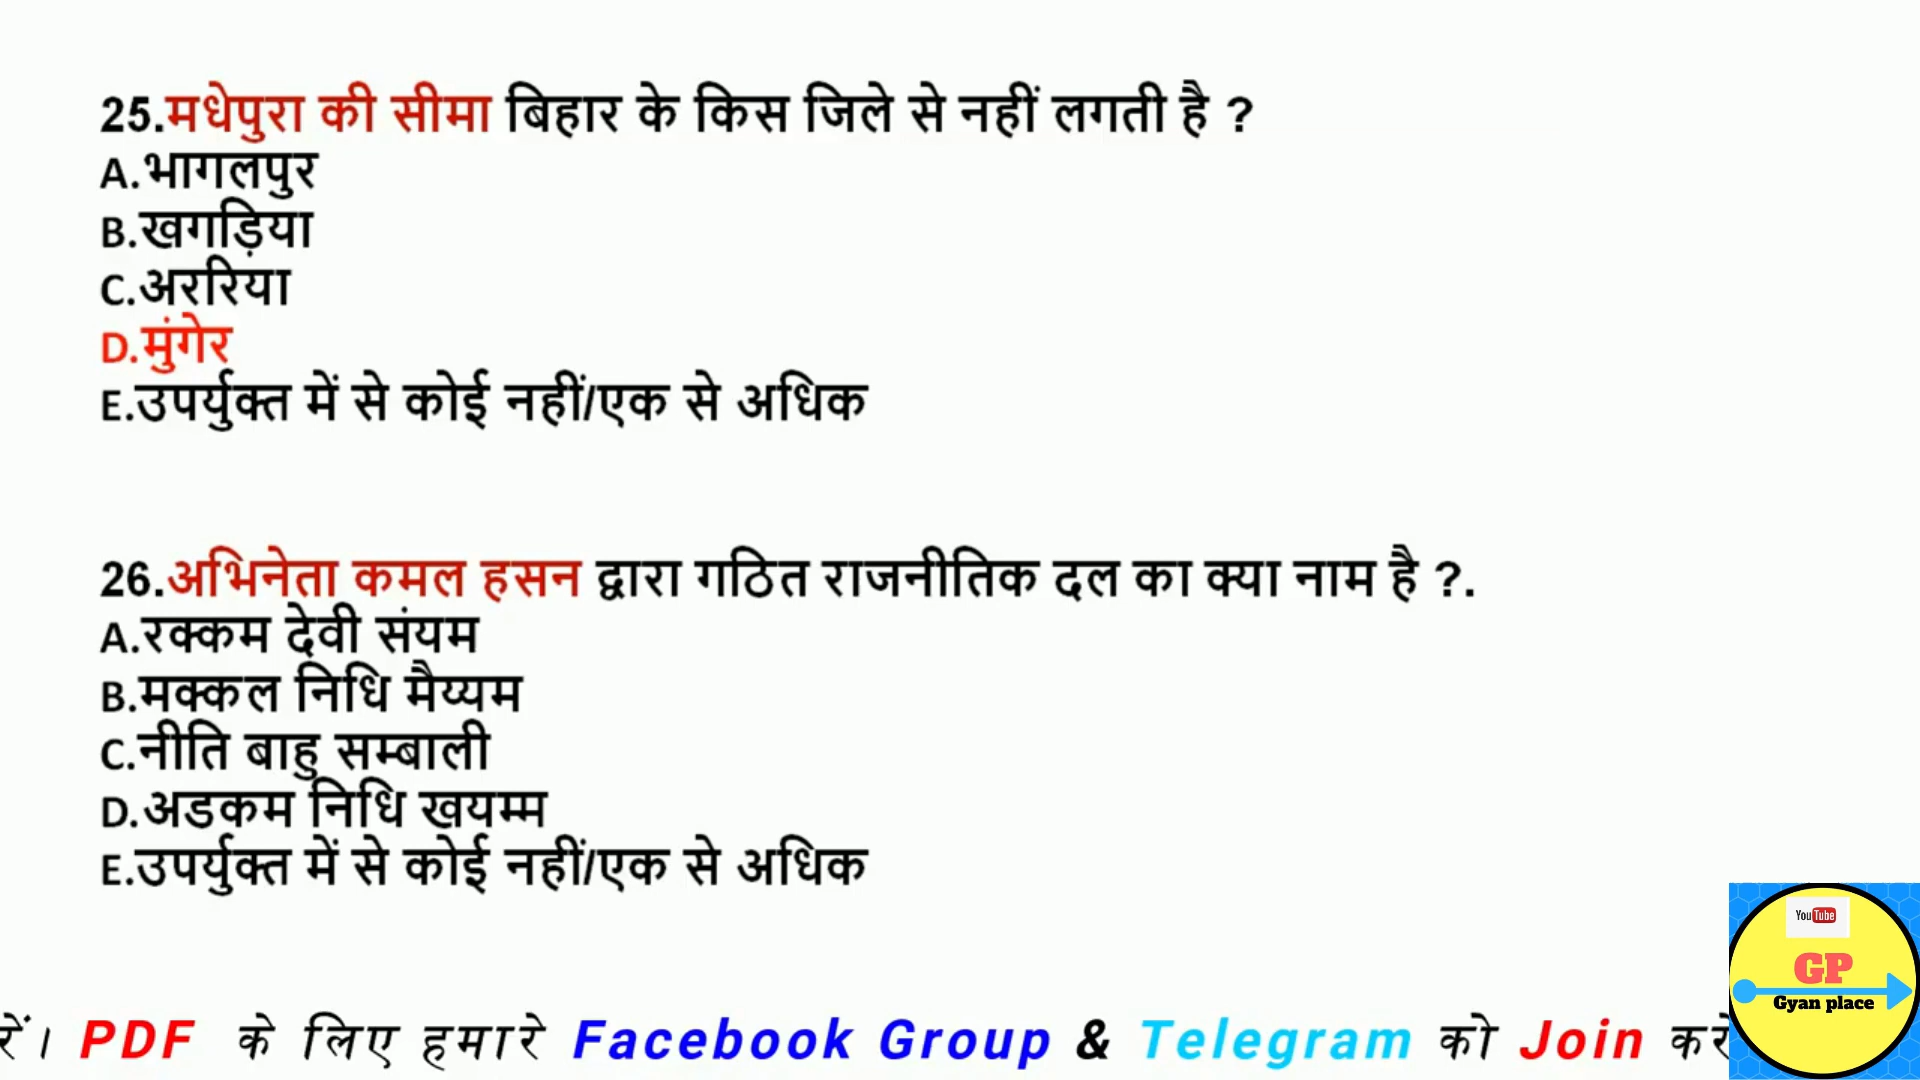 25.मधेपुरा की सीमा बिहार के किस जिले से नहीं लगती है ?
A.भागलपुर
B.खगड़िया
C.अररिया
D.मुंगेर
E.उपर्युक्त में से कोई नहीं/एक से अधिक
26.अभिनेता कमल हसन द्वारा गठित राजनीतिक दल का क्या नाम है ?.
A.रक्कम देवी संयम
B.मक्कल निधि मैय्यम
C.नीति बाहु सम्बाली
D.अडकम निधि खयम्म
E.उपर्युक्त में से कोई नहीं/एक से अधिक
YouTube
GP
Gyan place
रें। PDF के लिए हमारे Facebook Group & Telegram को Join करें